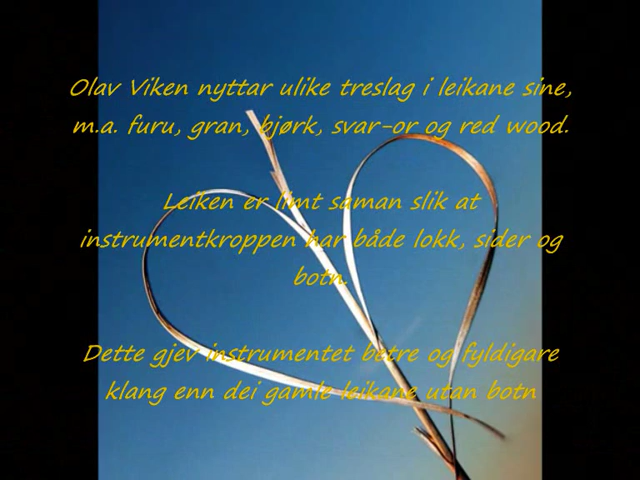 Olav Viken nyttar ulike treslag i leikane sine,
m.a. furu, gran, bjørk, svar-or og red wood.
Leiken er limt saman slik at
instrumentkroppen har både lokk, sider og
botn.
Dette gjev instrumentet betre og fyldigare
klang enn dei gamle leikane utan botn